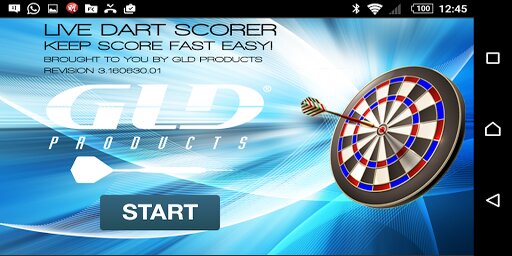 100 12:45
LIVE DART SCORER
KEEP SCORE FAST EASY!
BROUGHT TO YOU BY GLD PRODUCTS
REVISION 3.160630.01
GLD®
PRODUCTS
START